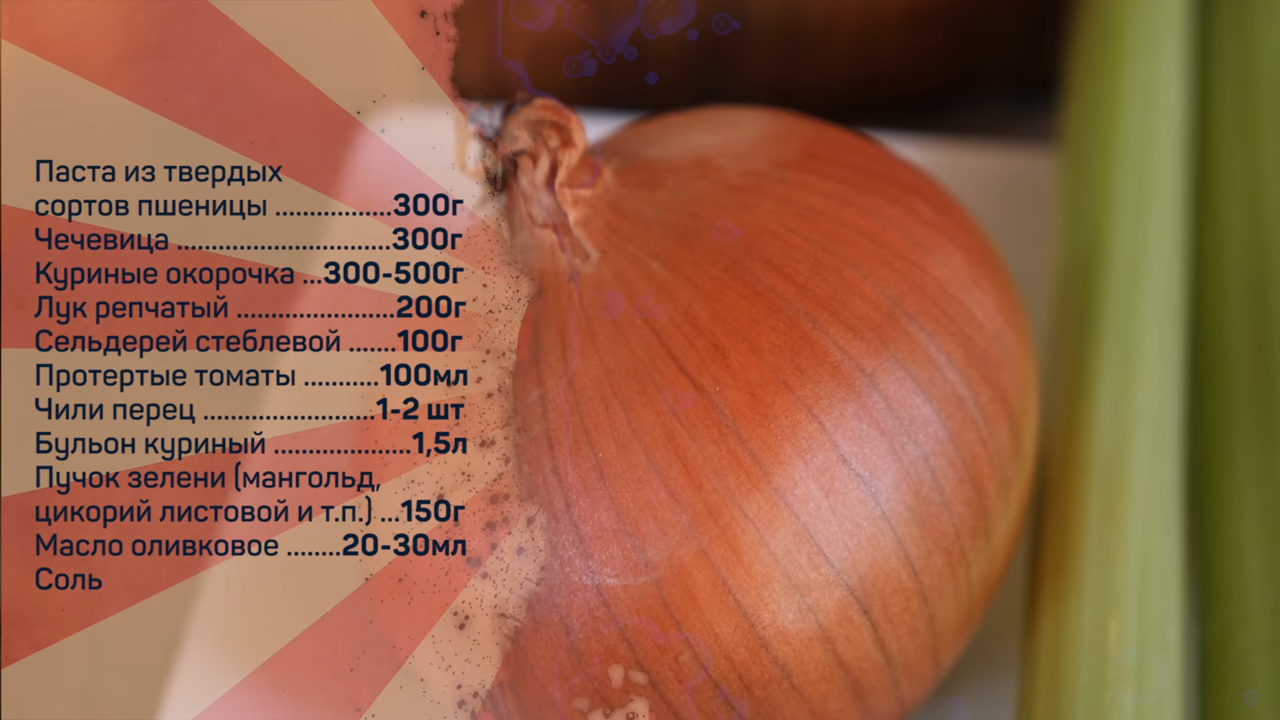 Паста из твердых
сортов пшеницы .................300г
Чечевица ...............................300г
Куриные окорочка ...300-500г
Лук репчатый .......................200г
Сельдерей стеблевой .......100г
Протертые томаты ...........100мл
Чили перец .........................1-2 шт
Бульон куриный ....................1,5л
Пучок зелени (мангольд,
цикорий листовой и т.п.) ...150г
Масло оливковое ........20-30мл
Соль